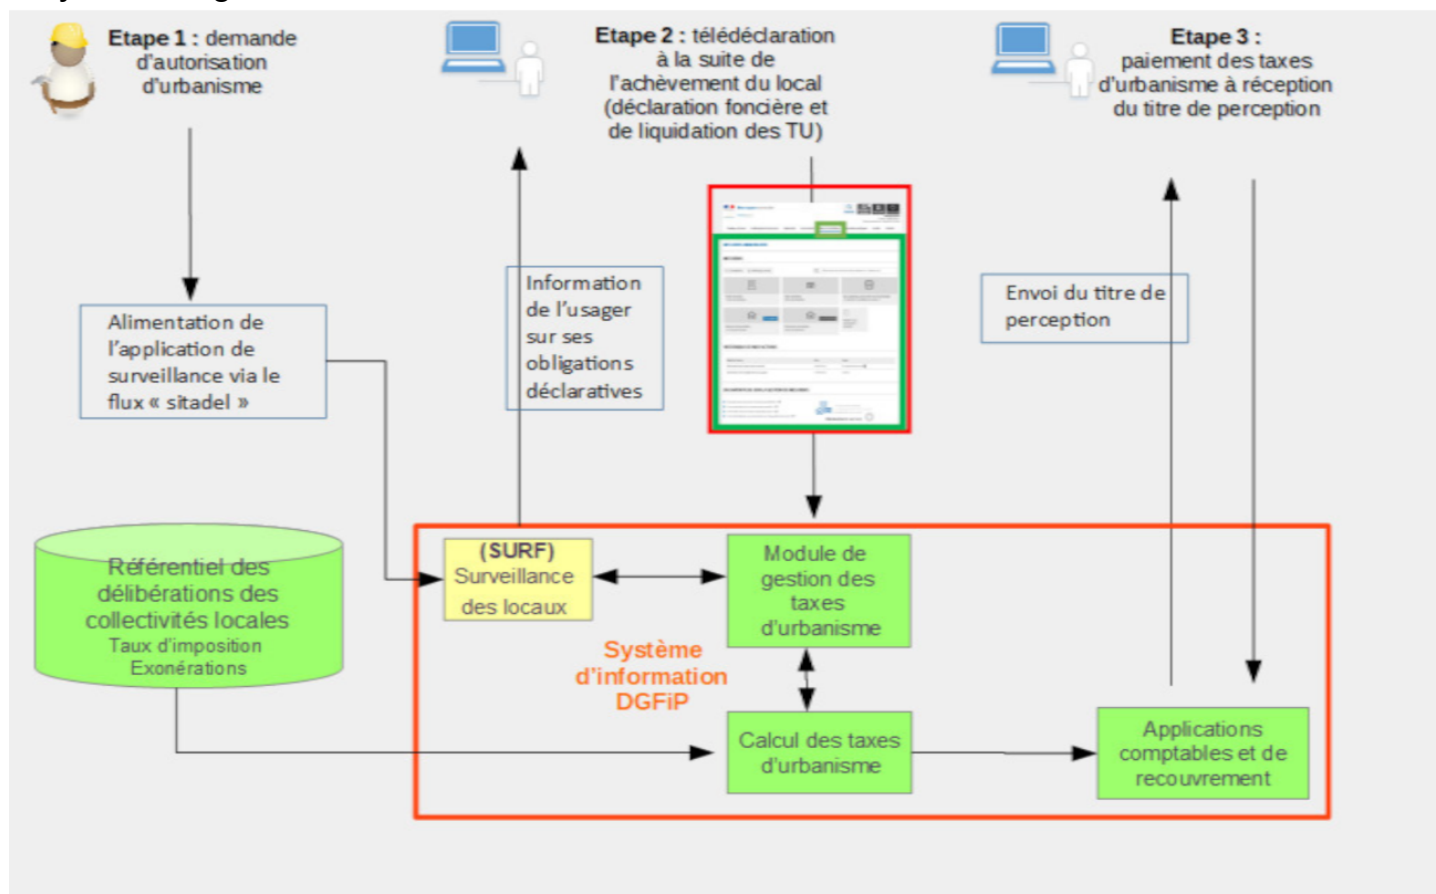 Etape 1 : demande
d'autorisation
d'urbanisme
Etape 2 : télédéclaration
à la suite de
l'achèvement du local
(déclaration foncière et
de liquidation des TU)
Etape 3 :
paiement des taxes
d'urbanisme à réception
du titre de perception
Alimentation de
l'application de
surveillance via le
flux « sitadel »
Information
de l'usager
sur ses
obligations
déclaratives
Envoi du titre de
perception
Référentiel des
délibérations des
collectivités locales
Taux d'imposition
Exonérations
(SURF)
Surveillance
des locaux
Module de
gestion des
taxes
d'urbanisme
Système
d'information
DGFiP
Calcul des taxes
d'urbanisme
Applications
comptables et de
recouvrement